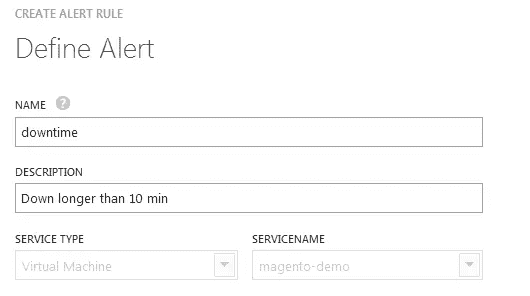 CREATE ALERT RULE
Define Alert
NAME ?
downtime
DESCRIPTION
Down longer than 10 min
SERVICE TYPE SERVICENAME
Virtual Machine magento-demo